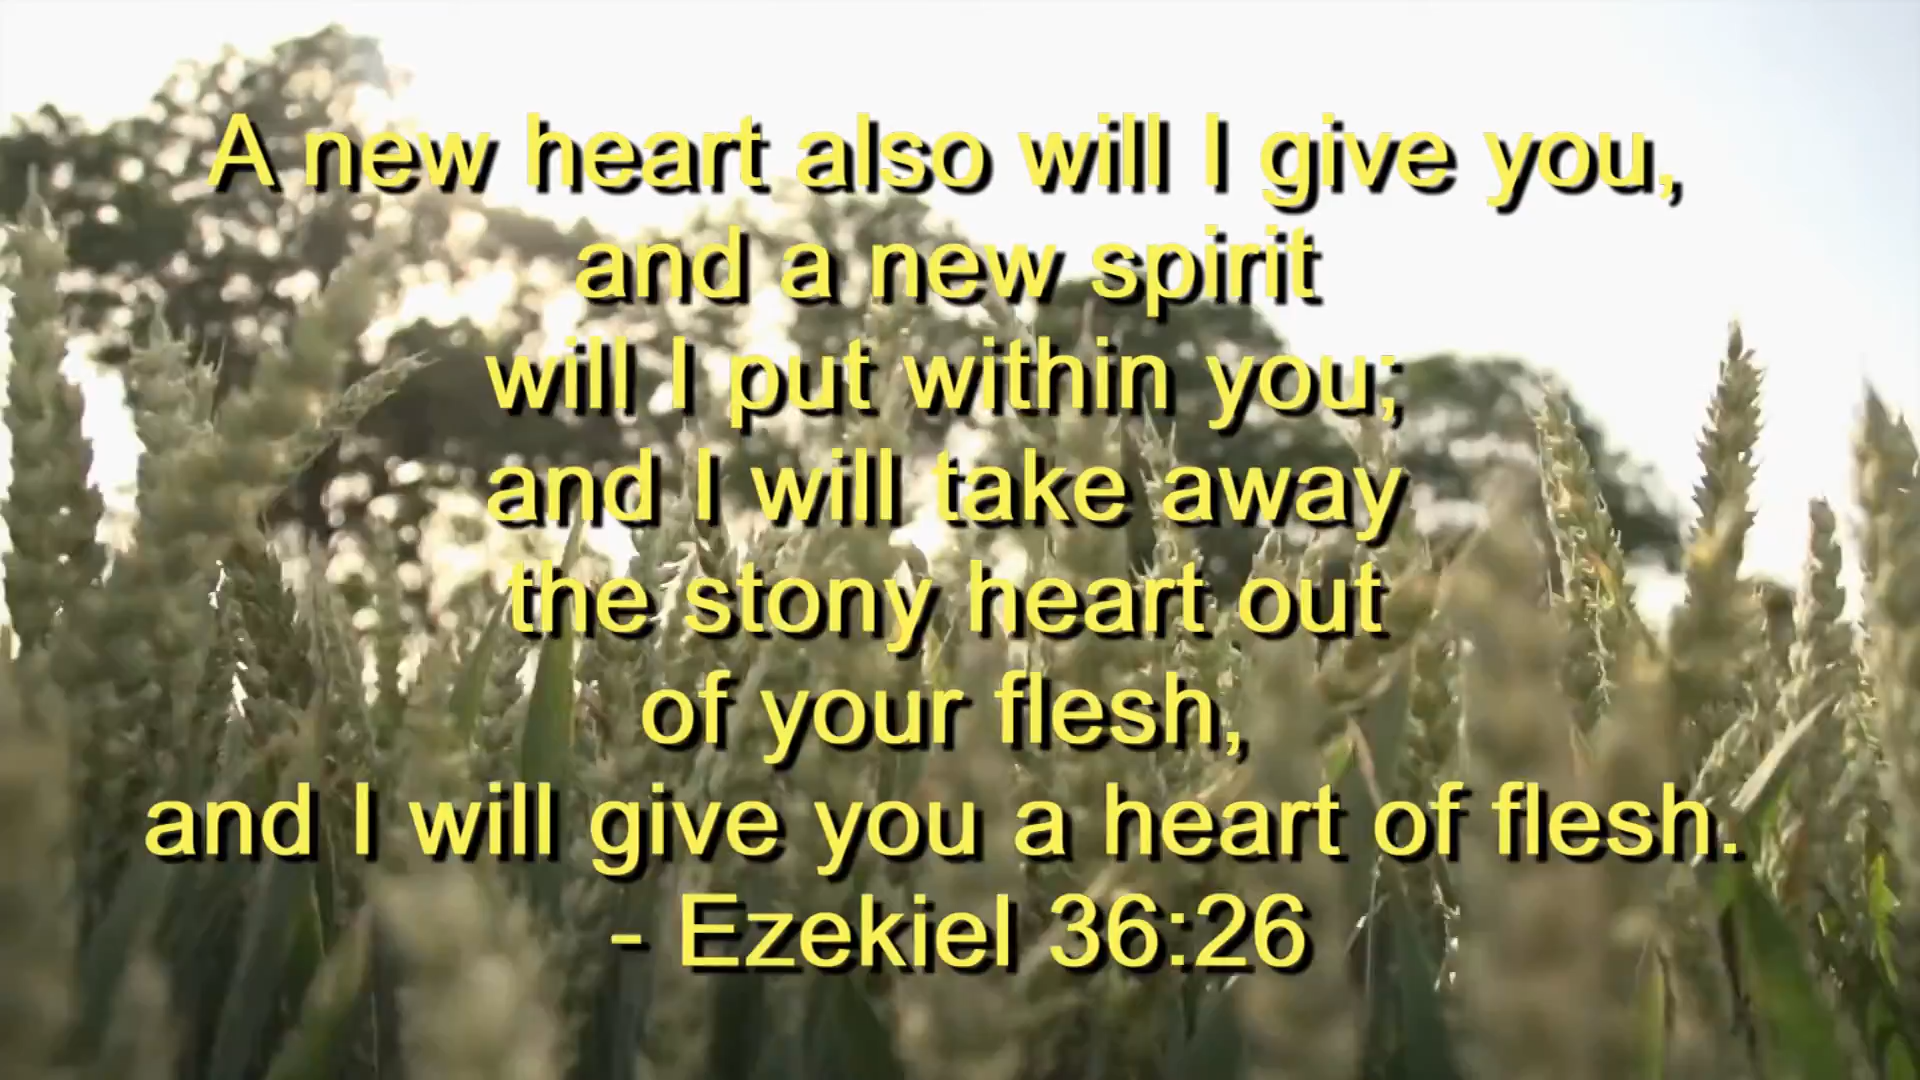 A new heart also will I give you,
and a new spirit
will I put within you;
and I will take away
the stony heart out
of your flesh,
and I will give you a heart of flesh.
- Ezekiel 36:26